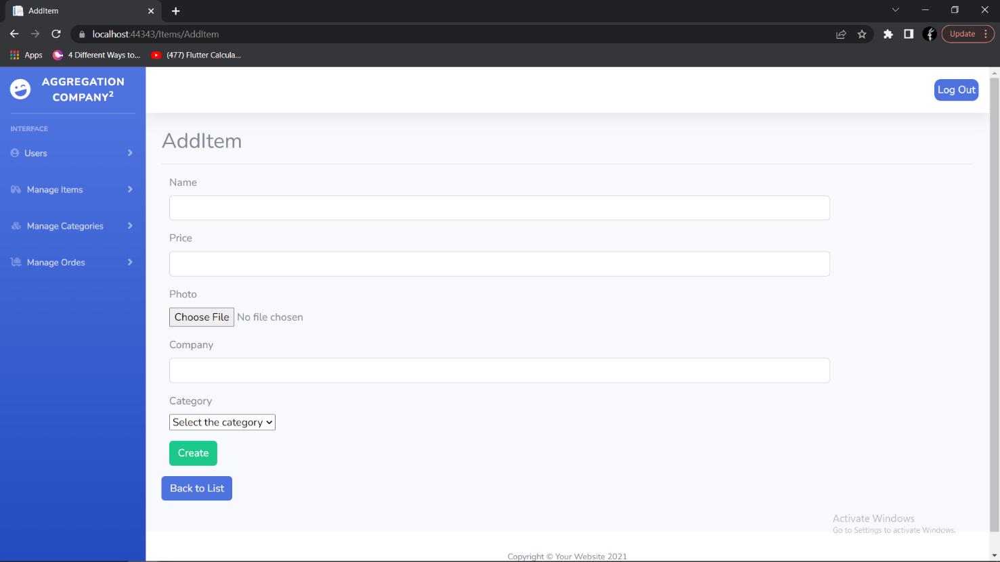 AddItem
localhost:44343/Items/AddItem
Update
Apps
4 Different Ways to...
(477) Flutter Calcula...
AGGREGATION
COMPANY2
Log Out
INTERFACE
Users
Manage Items
Manage Categories
Manage Ordes
AddItem
Name
Price
Photo
Choose File No file chosen
Company
Category
Select the category
Create
Back to List
Activate Windows
Go to Settings to activate Windows.
Copyright © Your Website 2021